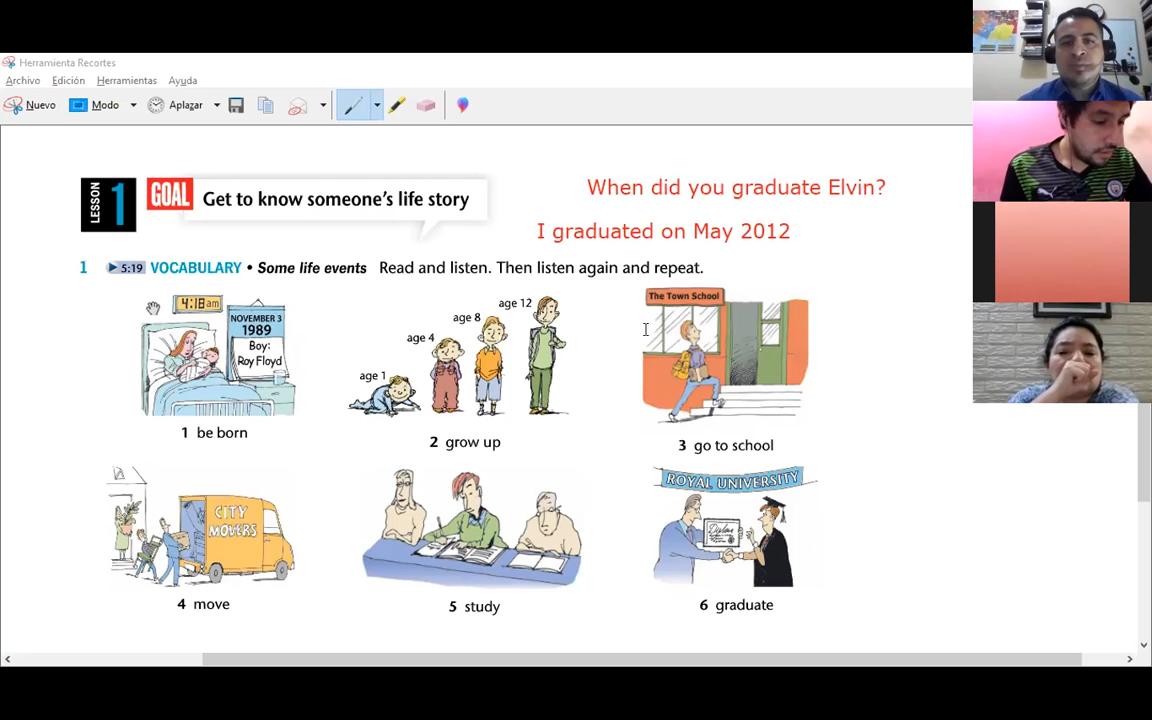 Herramienta Recortes
Archivo Edición Herramientas Ayuda
Nuevo Modo Aplazar
LESSON 1 GOAL Get to know someone's life story
When did you graduate Elvin?
I graduated on May 2012
1 5:19 VOCABULARY • Some life events Read and listen. Then listen again and repeat.
4:18am
NOVEMBER 3
1989
Boy:
Roy Floyd
1 be born
age 1
age 4
age 8
age 12
2 grow up
The Town School
3 go to school
CITY
MOVERS
4 move
5 study
ROYAL UNIVERSITY
Diploma
6 graduate